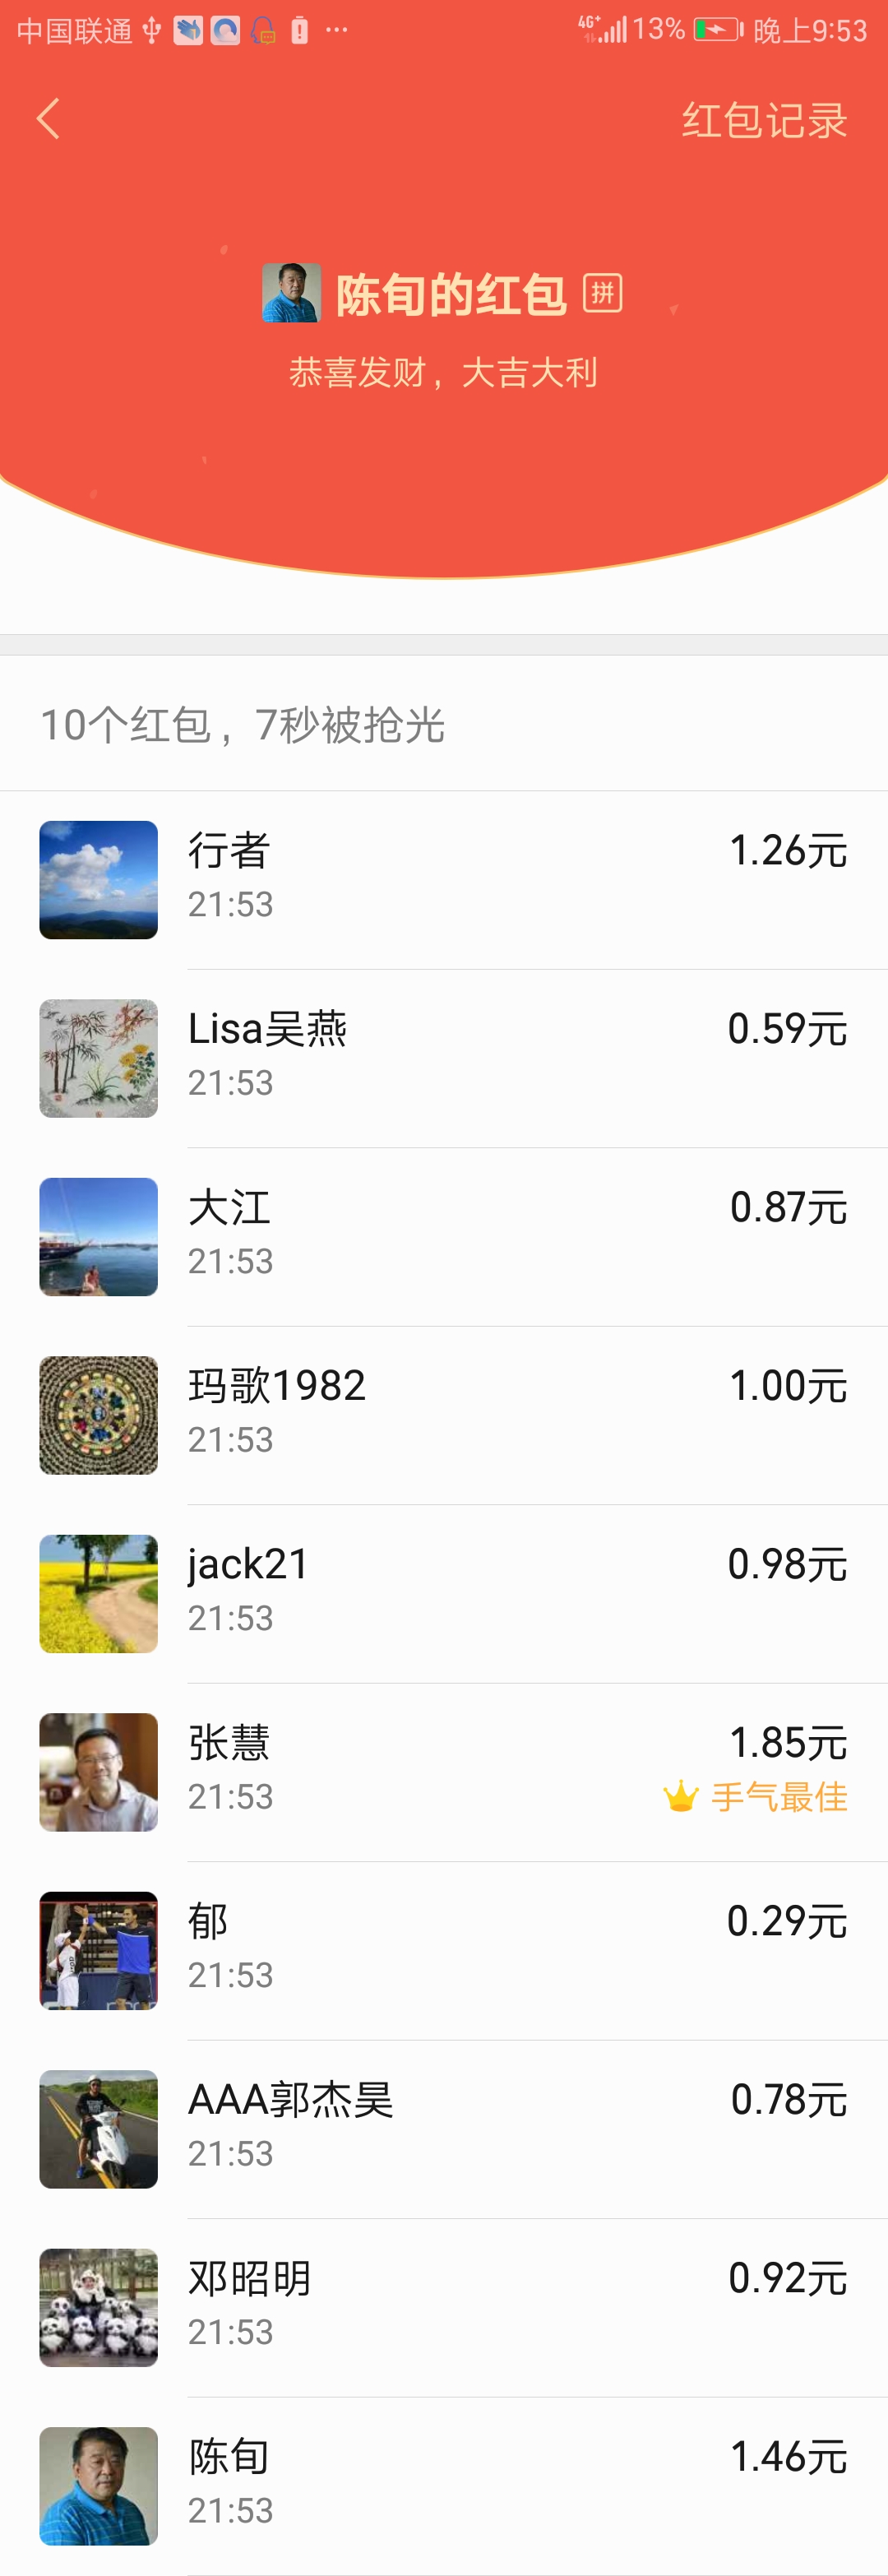 中国联通 4G+ 13% 晚上9:53
红包记录
陈旬的红包 拼
恭喜发财，大吉大利
10个红包，7秒被抢光
行者 1.26元
21:53
Lisa吴燕 0.59元
21:53
大江 0.87元
21:53
玛歌1982 1.00元
21:53
jack21 0.98元
21:53
张慧 1.85元
21:53 手气最佳
郁 0.29元
21:53
AAA郭杰昊 0.78元
21:53
邓昭明 0.92元
21:53
陈旬 1.46元
21:53